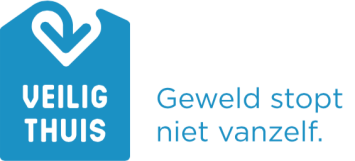 VEILIG
THUIS
Geweld stopt
niet vanzelf.